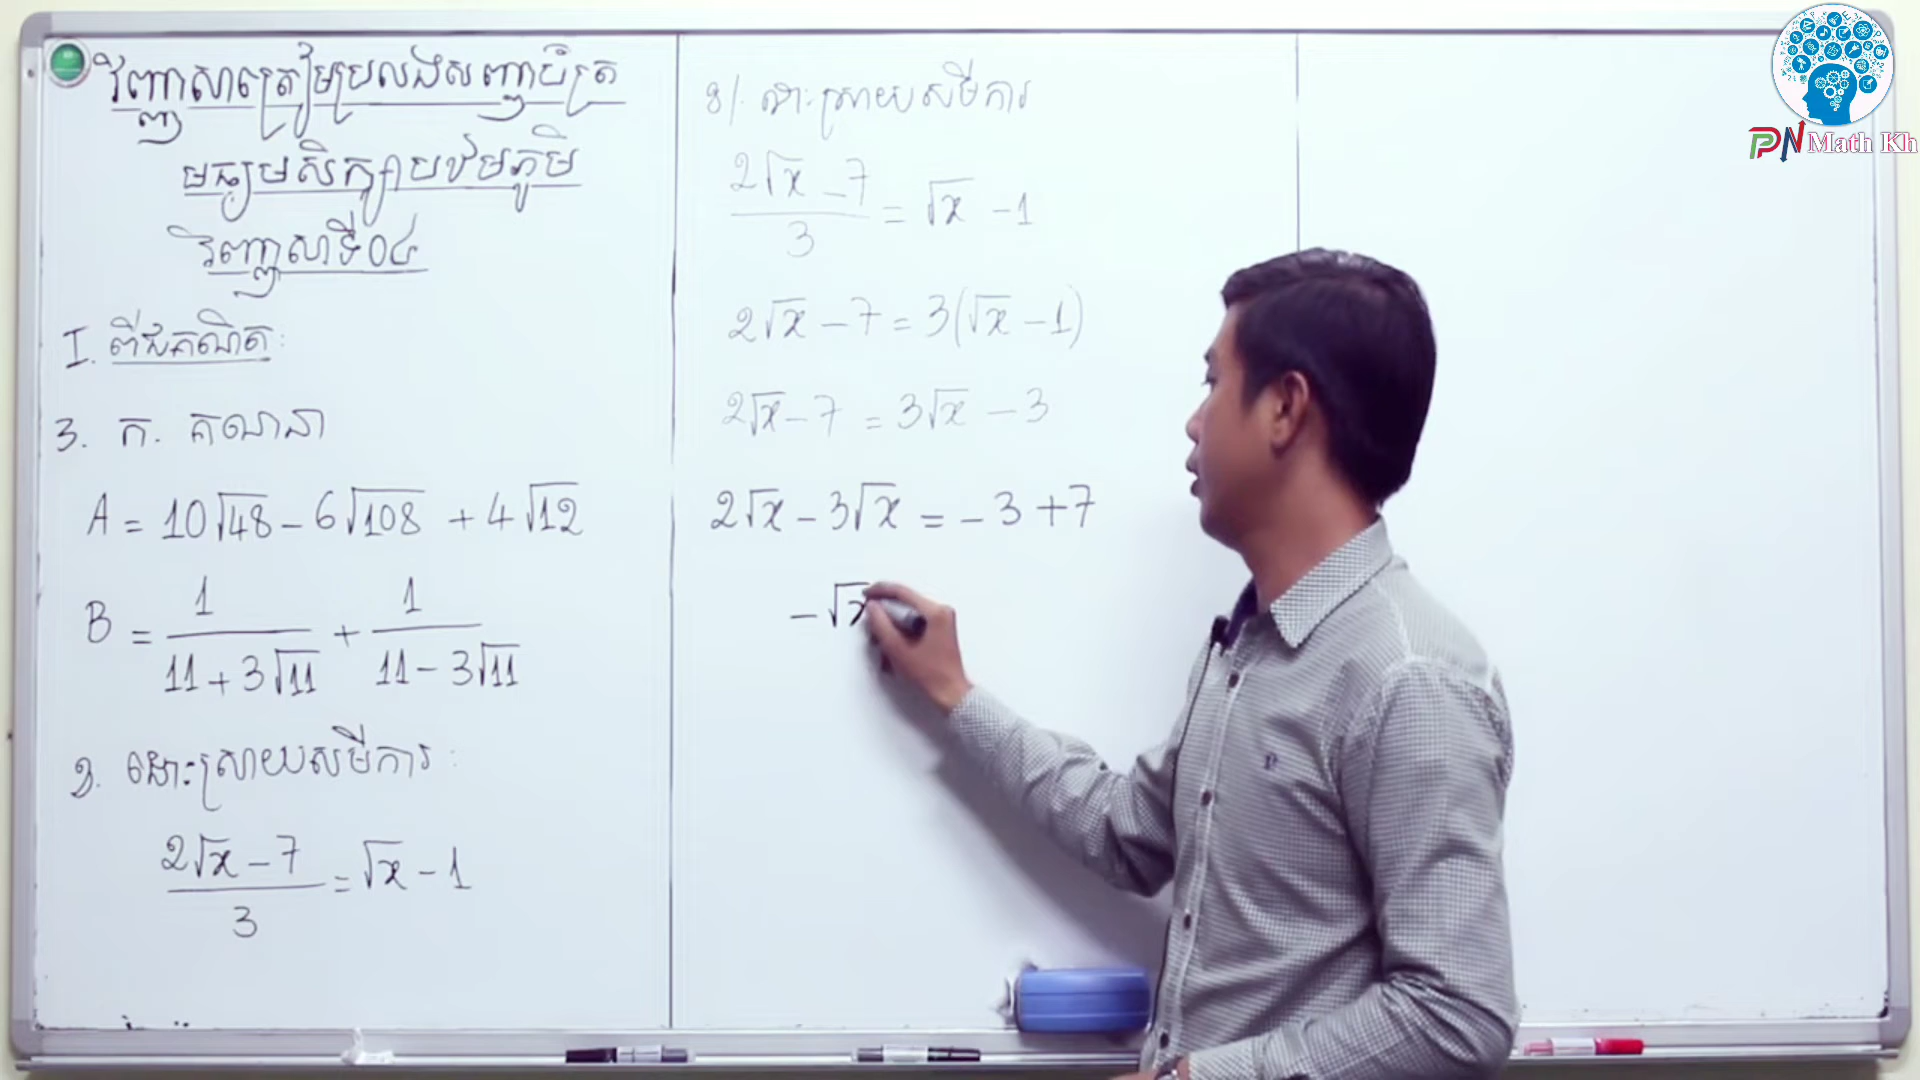 វិញ្ញាសាត្រៀមប្រលងសញ្ញាបត្រ
មធ្យមសិក្សាបឋមភូមិ
វិញ្ញាសាទី០៤
I. ពីជគណិត:
3. ក. គណនា
A = 10√48 - 6√108 + 4√12
B = 1/(11+3√11) + 1/(11-3√11)
ខ. ដោះស្រាយសមីការ:
(2√x - 7)/3 = √x - 1
ខ/. ដោះស្រាយសមីការ
(2√x - 7)/3 = √x - 1
2√x - 7 = 3(√x - 1)
2√x - 7 = 3√x - 3
2√x - 3√x = -3 + 7
-√x
PN Math Kh